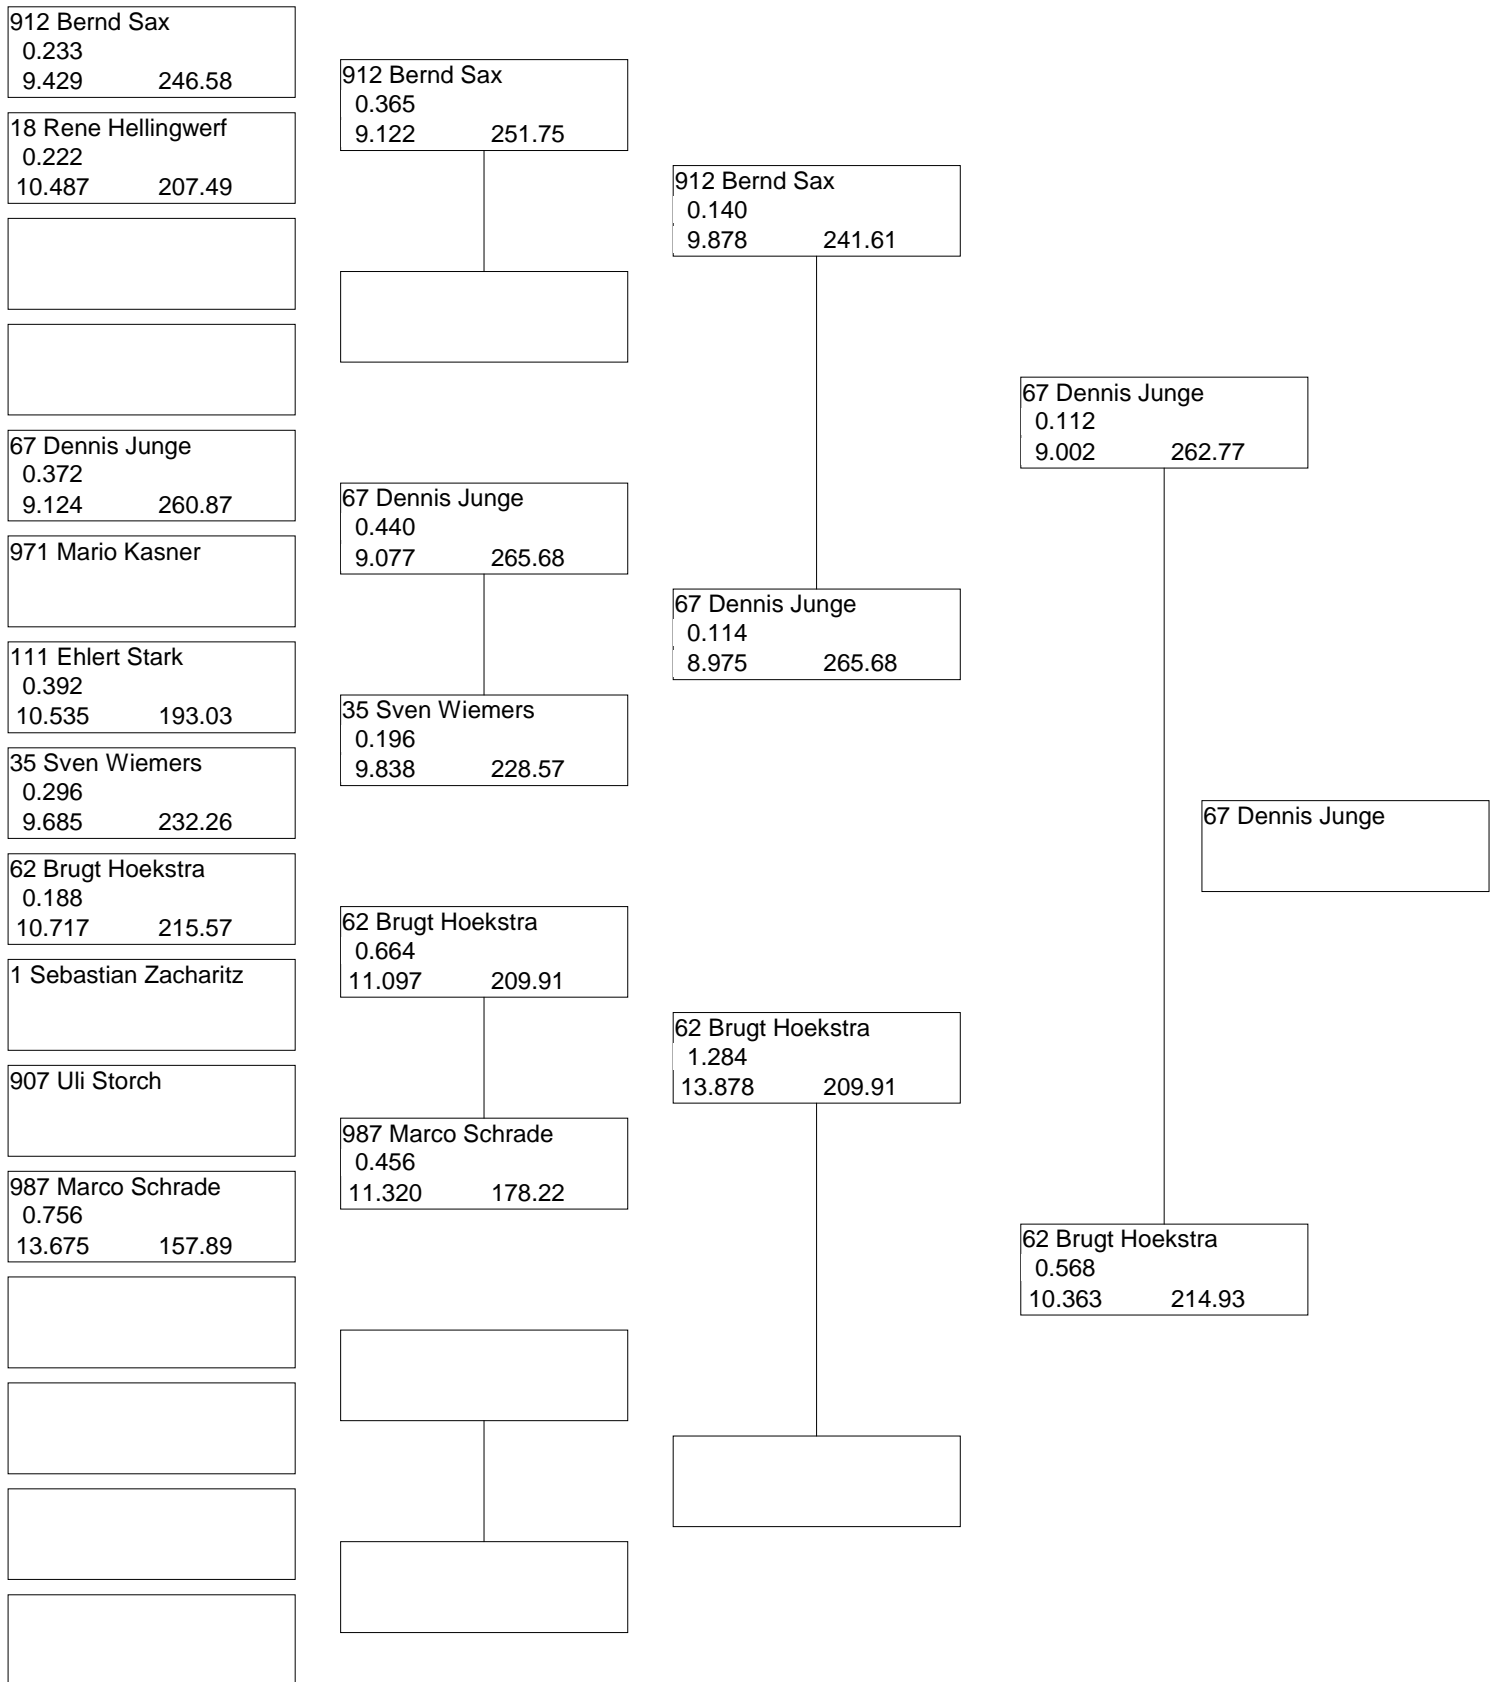 912 Bernd Sax
0.233
9.429 246.58
18 Rene Hellingwerf
0.222
10.487 207.49
67 Dennis Junge
0.372
9.124 260.87
971 Mario Kasner
111 Ehlert Stark
0.392
10.535 193.03
35 Sven Wiemers
0.296
9.685 232.26
62 Brugt Hoekstra
0.188
10.717 215.57
1 Sebastian Zacharitz
907 Uli Storch
987 Marco Schrade
0.756
13.675 157.89
912 Bernd Sax
0.365
9.122 251.75
67 Dennis Junge
0.440
9.077 265.68
35 Sven Wiemers
0.196
9.838 228.57
62 Brugt Hoekstra
0.664
11.097 209.91
987 Marco Schrade
0.456
11.320 178.22
912 Bernd Sax
0.140
9.878 241.61
67 Dennis Junge
0.114
8.975 265.68
62 Brugt Hoekstra
1.284
13.878 209.91
67 Dennis Junge
0.112
9.002 262.77
62 Brugt Hoekstra
0.568
10.363 214.93
67 Dennis Junge